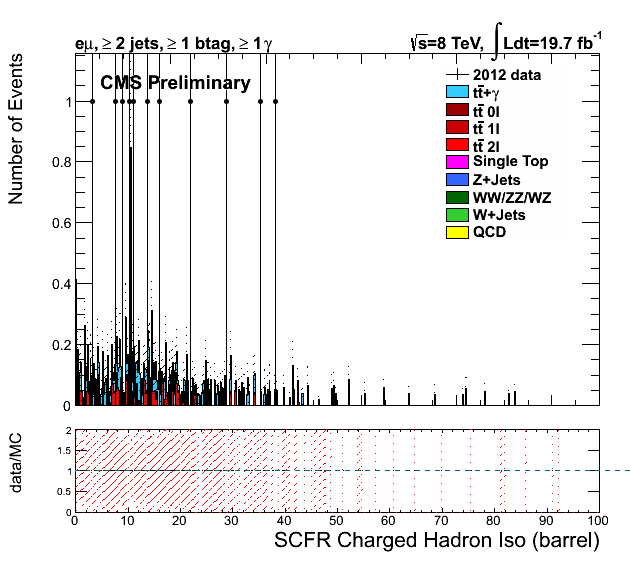 eμ, ≥ 2 jets, ≥ 1 btag, ≥ 1 γ
√s=8 TeV, ∫ Ldt=19.7 fb⁻¹
CMS Preliminary
Number of Events
1
0.8
0.6
0.4
0.2
0
2012 data
tt̄+γ
tt̄ 0l
tt̄ 1l
tt̄ 2l
Single Top
Z+Jets
WW/ZZ/WZ
W+Jets
QCD
data/MC
2
1.5
1
0.5
0
0 10 20 30 40 50 60 70 80 90 100
SCFR Charged Hadron Iso (barrel)